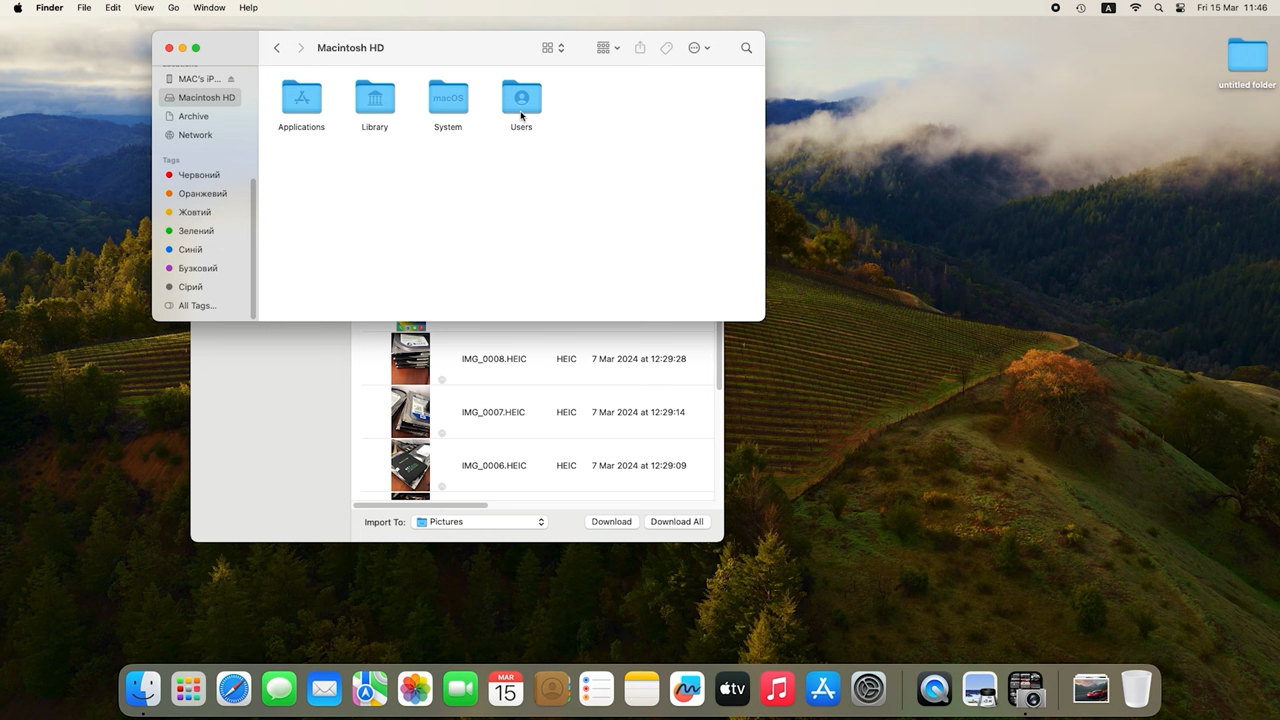 Finder File Edit View Go Window Help
A Fri 15 Mar 11:46
Macintosh HD
MAC's iP...
Macintosh HD
Archive
Network
Tags
Червоний
Оранжевий
Жовтий
Зелений
Синій
Бузковий
Сірий
All Tags...
Applications
Library
macOS
System
Users
untitled folder
IMG_0008.HEIC HEIC 7 Mar 2024 at 12:29:28
IMG_0007.HEIC HEIC 7 Mar 2024 at 12:29:14
IMG_0006.HEIC HEIC 7 Mar 2024 at 12:29:09
Import To: Pictures Download Download All
MAR
15
tv